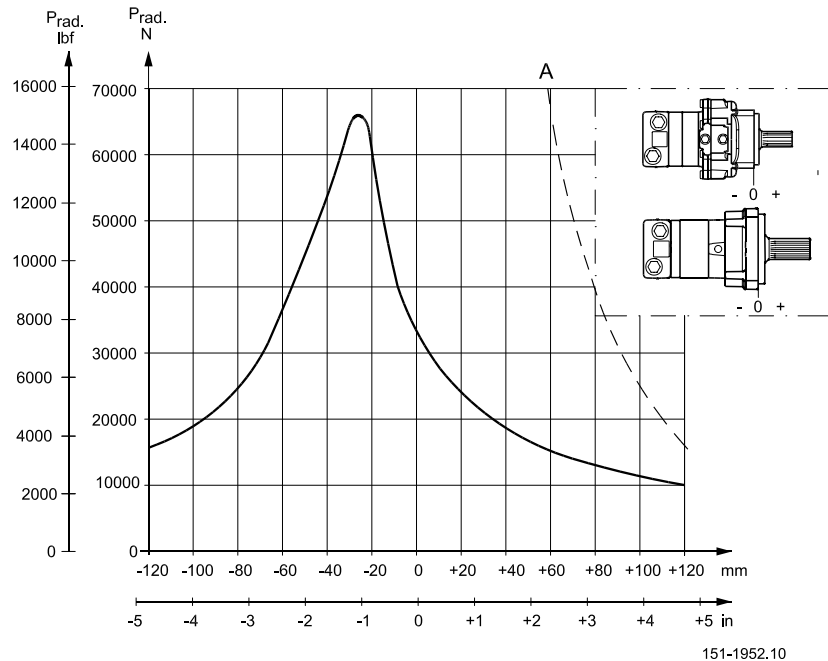 Prad. Prad.
lbf N
A
16000 70000
14000 60000
12000 50000
10000 40000
8000 30000
6000 20000
4000 10000
2000
0 0
- 0 +
- 0 +
-120 -100 -80 -60 -40 -20 0 +20 +40 +60 +80 +100 +120 mm
-5 -4 -3 -2 -1 0 +1 +2 +3 +4 +5 in
151-1952.10